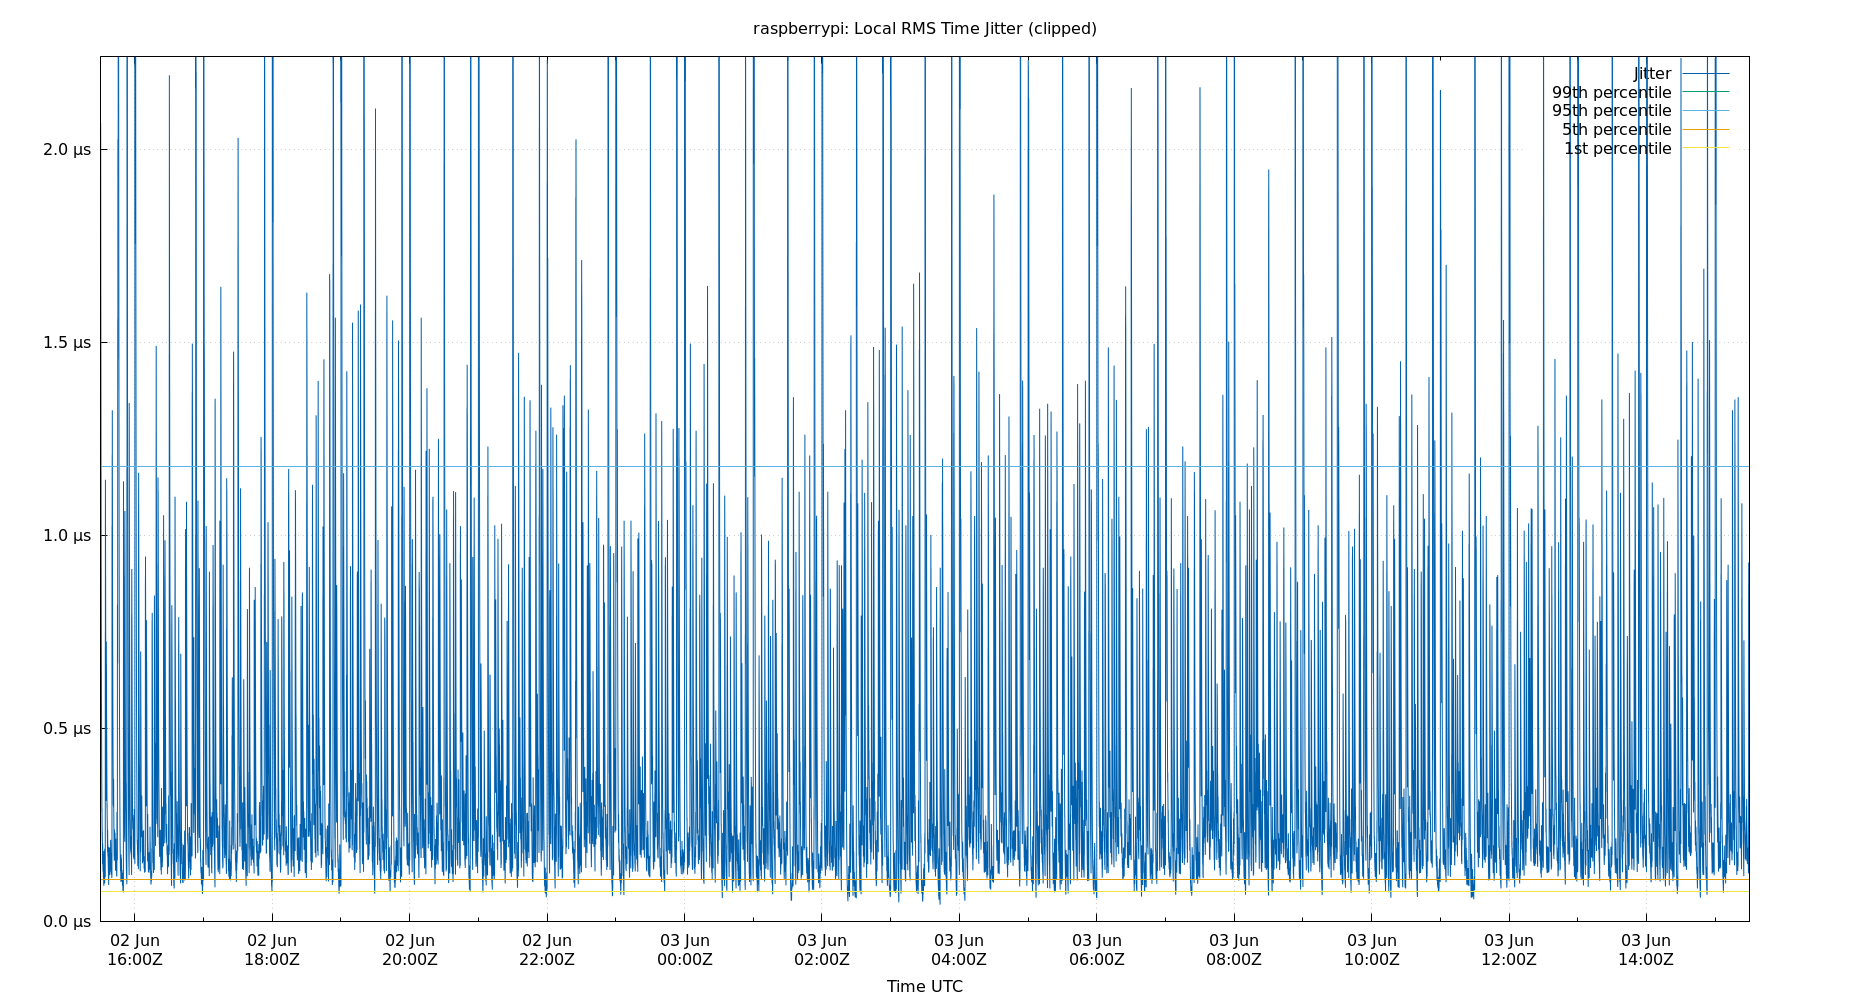 raspberrypi: Local RMS Time Jitter (clipped)
Jitter
99th percentile
95th percentile
5th percentile
1st percentile
2.0 µs
1.5 µs
1.0 µs
0.5 µs
0.0 µs
02 Jun 02 Jun 02 Jun 02 Jun 03 Jun 03 Jun 03 Jun 03 Jun 03 Jun 03 Jun 03 Jun 03 Jun
16:00Z 18:00Z 20:00Z 22:00Z 00:00Z 02:00Z 04:00Z 06:00Z 08:00Z 10:00Z 12:00Z 14:00Z
Time UTC